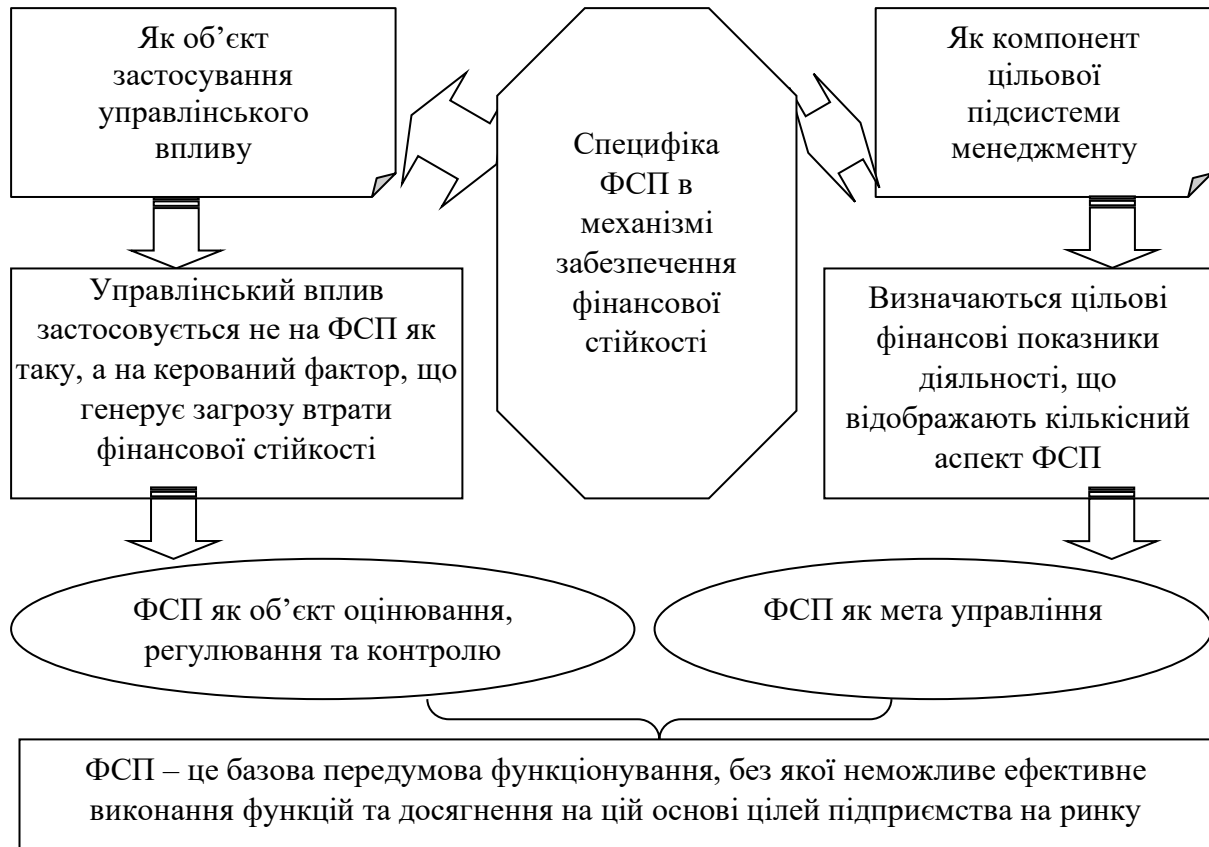 Як об’єкт
застосування
управлінського
впливу
Специфіка
ФСП в
механізмі
забезпечення
фінансової
стійкості
Як компонент
цільової
підсистеми
менеджменту
Управлінський вплив
застосовується не на ФСП як
таку, а на керований фактор, що
генерує загрозу втрати
фінансової стійкості
Визначаються цільові
фінансові показники
діяльності, що
відображають кількісний
аспект ФСП
ФСП як об’єкт оцінювання,
регулювання та контролю
ФСП як мета управління
ФСП – це базова передумова функціонування, без якої неможливе ефективне
виконання функцій та досягнення на цій основі цілей підприємства на ринку